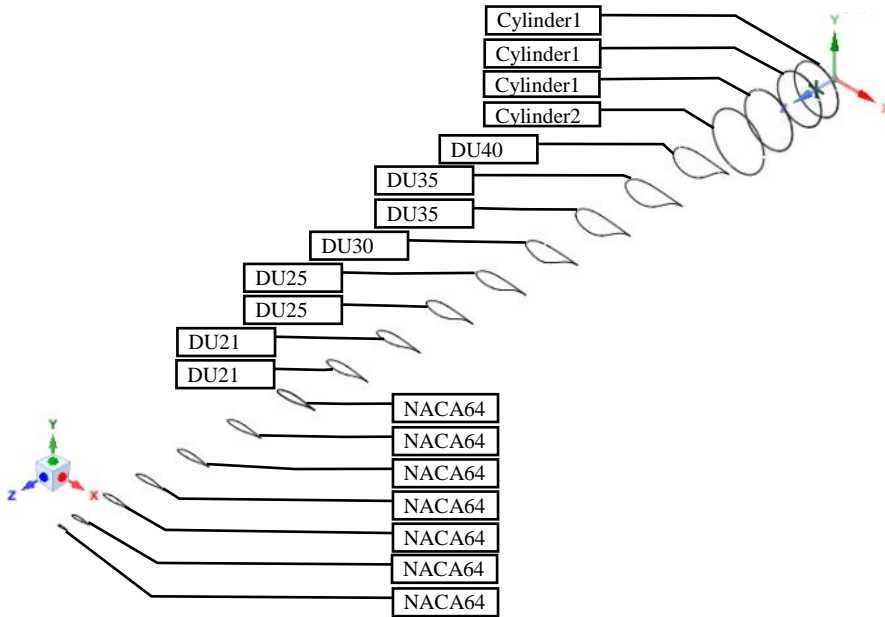 Cylinder1
Y
Cylinder1
Cylinder1
Z
X
Cylinder2
DU40
DU35
DU35
DU30
DU25
DU25
DU21
DU21
NACA64
Y
NACA64
NACA64
Z
X
NACA64
NACA64
NACA64
NACA64